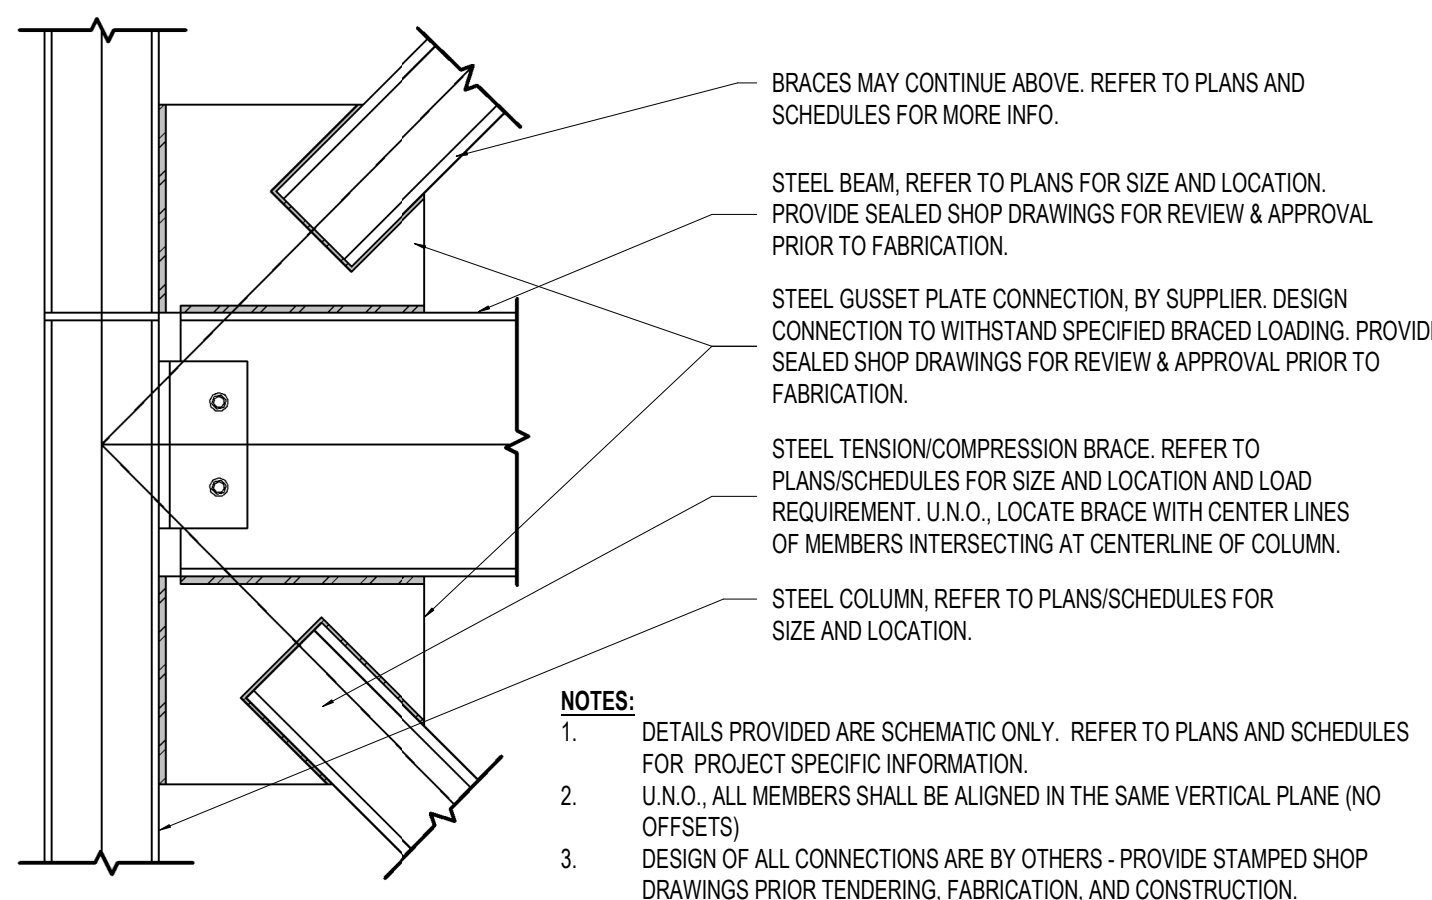 BRACES MAY CONTINUE ABOVE. REFER TO PLANS AND
SCHEDULES FOR MORE INFO.
STEEL BEAM, REFER TO PLANS FOR SIZE AND LOCATION.
PROVIDE SEALED SHOP DRAWINGS FOR REVIEW & APPROVAL
PRIOR TO FABRICATION.
STEEL GUSSET PLATE CONNECTION, BY SUPPLIER. DESIGN
CONNECTION TO WITHSTAND SPECIFIED BRACED LOADING. PROVIDE
SEALED SHOP DRAWINGS FOR REVIEW & APPROVAL PRIOR TO
FABRICATION.
STEEL TENSION/COMPRESSION BRACE. REFER TO
PLANS/SCHEDULES FOR SIZE AND LOCATION AND LOAD
REQUIREMENT. U.N.O., LOCATE BRACE WITH CENTER LINES
OF MEMBERS INTERSECTING AT CENTERLINE OF COLUMN.
STEEL COLUMN, REFER TO PLANS/SCHEDULES FOR
SIZE AND LOCATION.
NOTES:
1. DETAILS PROVIDED ARE SCHEMATIC ONLY. REFER TO PLANS AND SCHEDULES
FOR PROJECT SPECIFIC INFORMATION.
2. U.N.O., ALL MEMBERS SHALL BE ALIGNED IN THE SAME VERTICAL PLANE (NO
OFFSETS)
3. DESIGN OF ALL CONNECTIONS ARE BY OTHERS - PROVIDE STAMPED SHOP
DRAWINGS PRIOR TENDERING, FABRICATION, AND CONSTRUCTION.